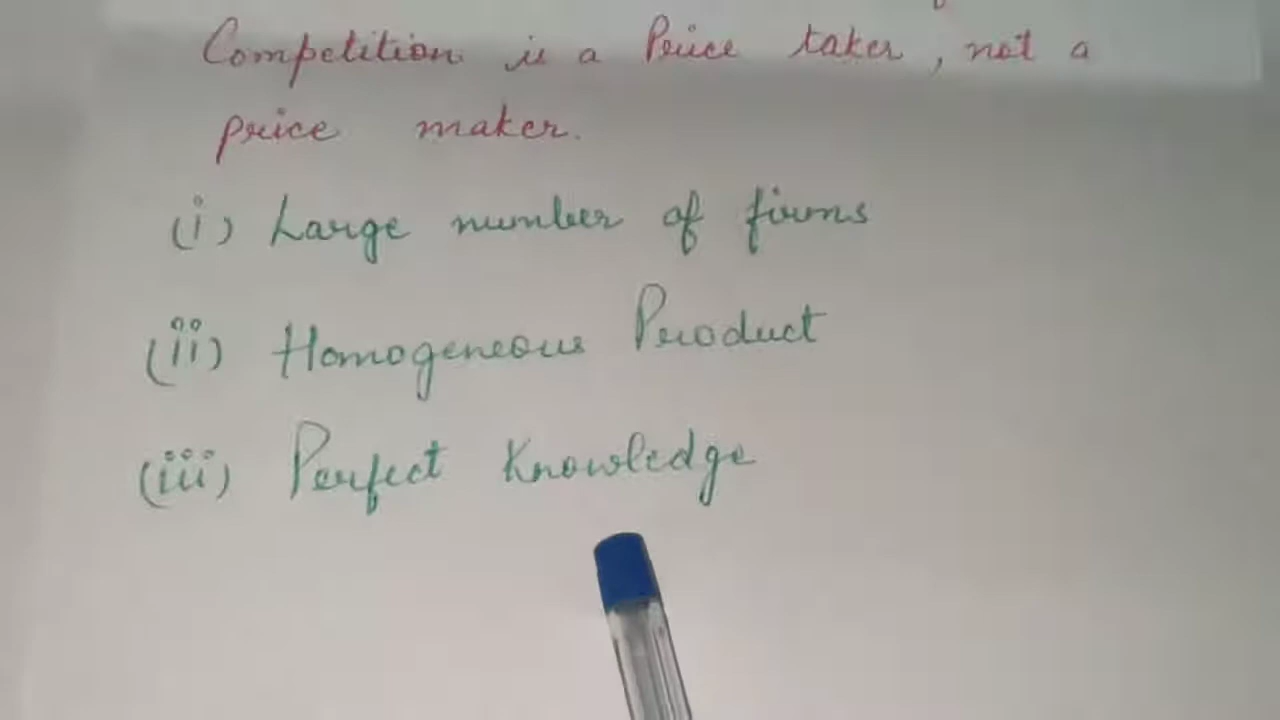 Competition is a Price taker, not a
price maker.
(i) Large number of firms
(ii) Homogeneous Product
(iii) Perfect Knowledge